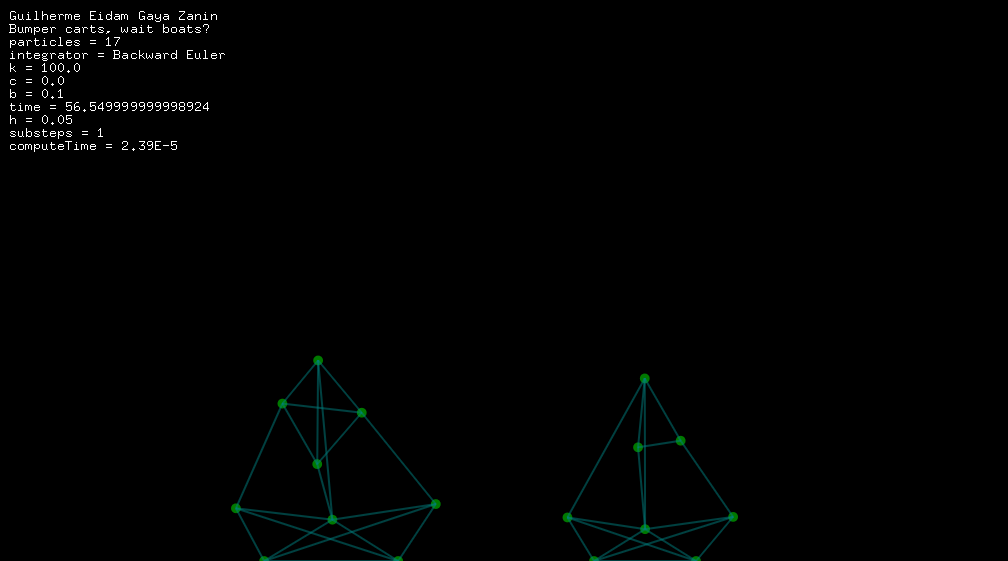 Guilherme Eidam Gaya Zanin
Bumper carts, wait boats?
particles = 17
integrator = Backward Euler
k = 100.0
c = 0.0
b = 0.1
time = 56.549999999998924
h = 0.05
substeps = 1
computeTime = 2.39E-5